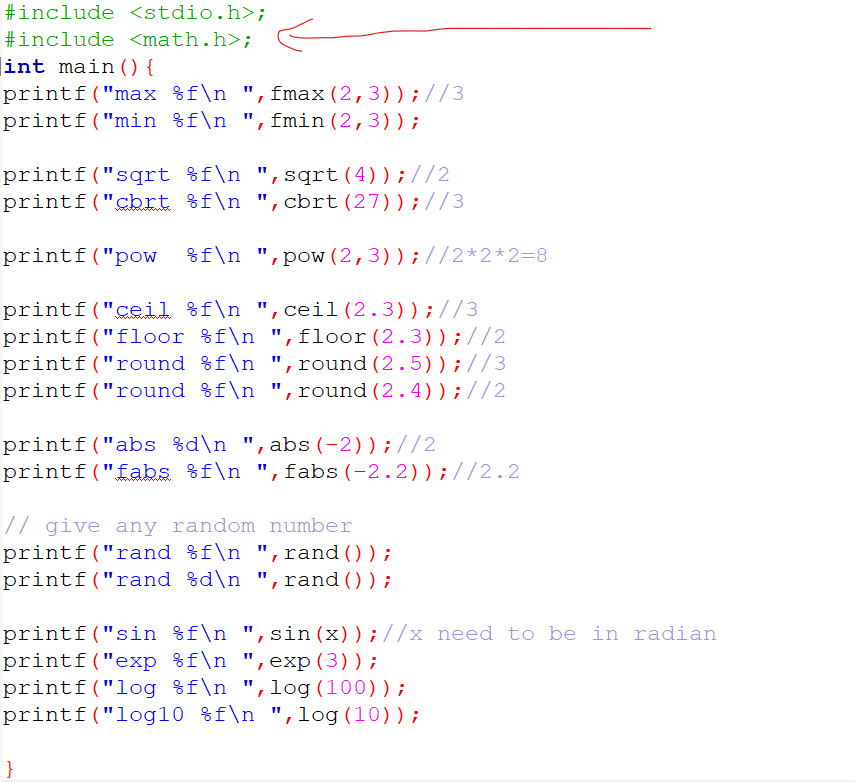 #include <stdio.h>;
#include <math.h>;
int main(){
printf("max %f\n ",fmax(2,3));//3
printf("min %f\n ",fmin(2,3));
printf("sqrt %f\n ",sqrt(4));//2
printf("cbrt %f\n ",cbrt(27));//3
printf("pow  %f\n ",pow(2,3));//2*2*2=8
printf("ceil %f\n ",ceil(2.3));//3
printf("floor %f\n ",floor(2.3));//2
printf("round %f\n ",round(2.5));//3
printf("round %f\n ",round(2.4));//2
printf("abs %d\n ",abs(-2));//2
printf("fabs %f\n ",fabs(-2.2));//2.2
// give any random number
printf("rand %f\n ",rand());
printf("rand %d\n ",rand());
printf("sin %f\n ",sin(x));//x need to be in radian
printf("exp %f\n ",exp(3));
printf("log %f\n ",log(100));
printf("log10 %f\n ",log(10));
}